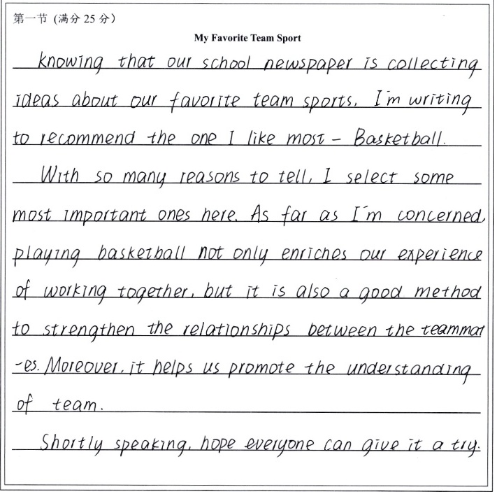 第一节 (满分 25 分)
My Favorite Team Sport
Knowing that our school newspaper is collecting
ideas about our favorite team sports, I'm writing
to recommend the one I like most - Basketball.
With so many reasons to tell, I select some
most important ones here. As far as I'm concerned,
playing basketball not only enriches our experience
of working together, but it is also a good method
to strengthen the relationships between the teammat
-es. Moreover, it helps us promote the understanding
of team.
Shortly speaking, hope everyone can give it a try.